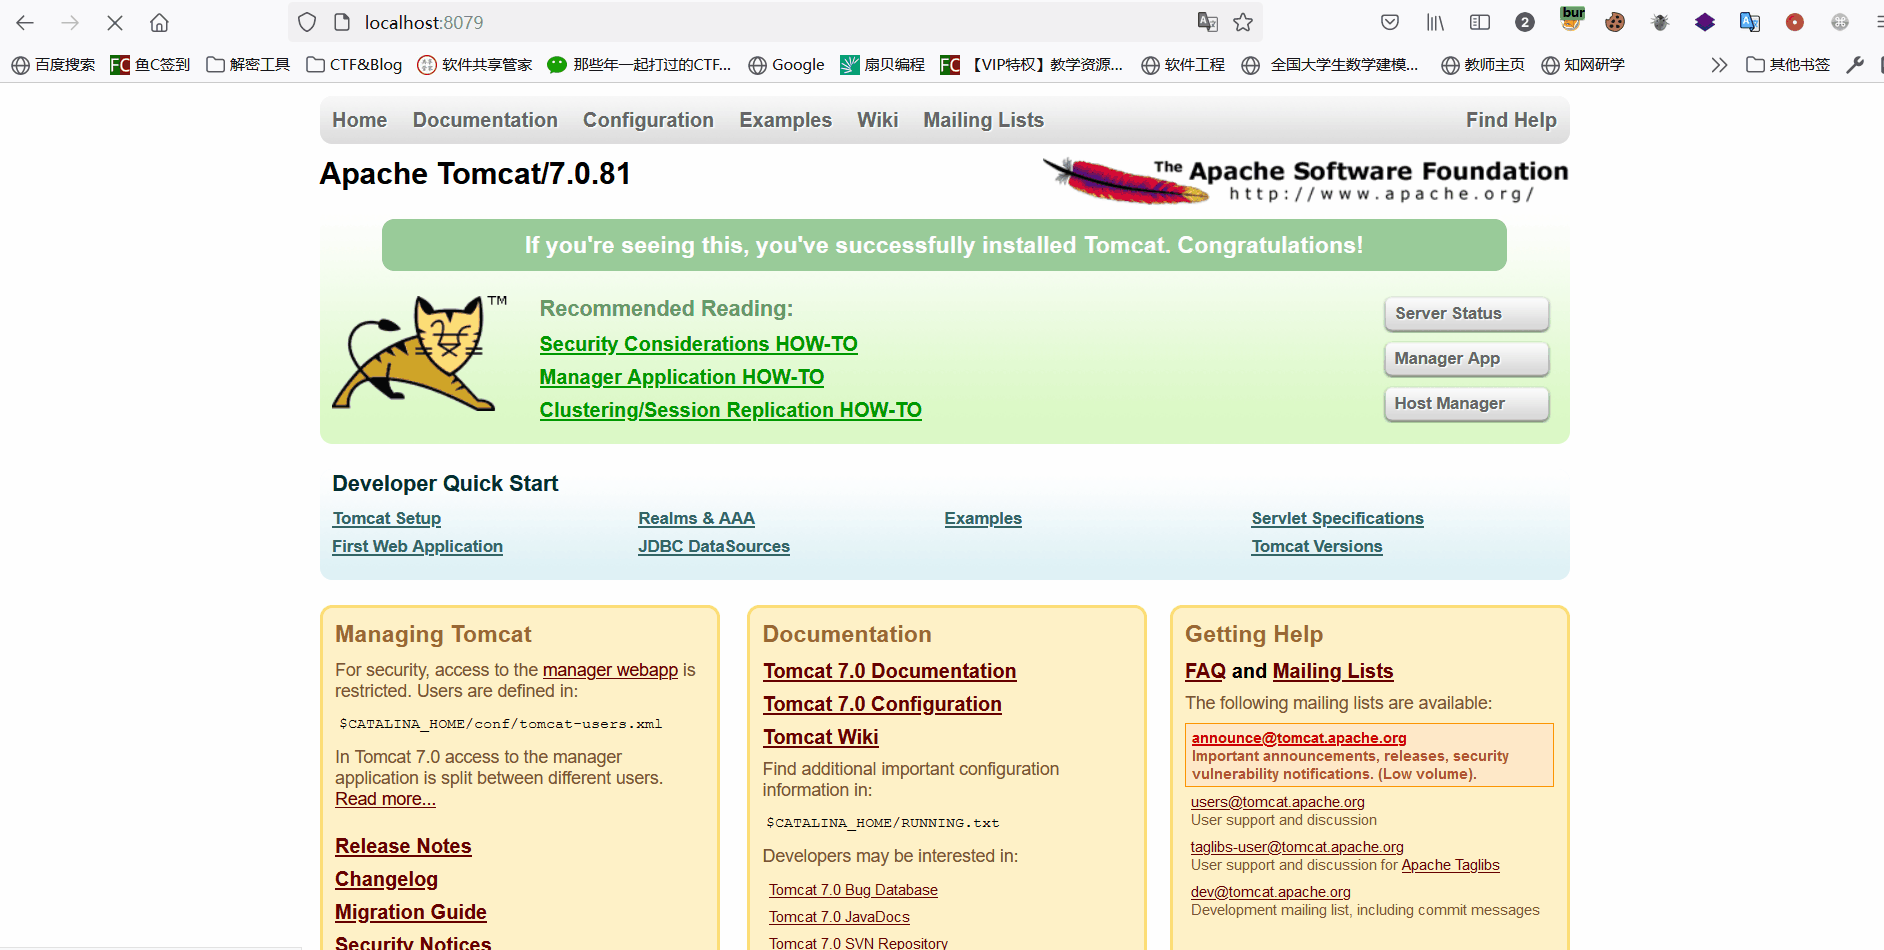 localhost:8079
2
bur
百度搜索
FC 鱼C签到
解密工具
CTF&Blog
软件共享管家
那些年一起打过的CTF...
Google
扇贝编程
FC 【VIP特权】教学资源...
软件工程
全国大学生数学建模...
教师主页
知网研学
其他书签
Home Documentation Configuration Examples Wiki Mailing Lists Find Help
Apache Tomcat/7.0.81
The Apache Software Foundation
http://www.apache.org/
If you're seeing this, you've successfully installed Tomcat. Congratulations!
TM
Recommended Reading:
Security Considerations HOW-TO
Manager Application HOW-TO
Clustering/Session Replication HOW-TO
Server Status
Manager App
Host Manager
Developer Quick Start
Tomcat Setup
First Web Application
Realms & AAA
JDBC DataSources
Examples
Servlet Specifications
Tomcat Versions
Managing Tomcat
For security, access to the manager webapp is
restricted. Users are defined in:
$CATALINA_HOME/conf/tomcat-users.xml
In Tomcat 7.0 access to the manager
application is split between different users.
Read more...
Release Notes
Changelog
Migration Guide
Security Notices
Documentation
Tomcat 7.0 Documentation
Tomcat 7.0 Configuration
Tomcat Wiki
Find additional important configuration
information in:
$CATALINA_HOME/RUNNING.txt
Developers may be interested in:
Tomcat 7.0 Bug Database
Tomcat 7.0 JavaDocs
Tomcat 7.0 SVN Repository
Getting Help
FAQ and Mailing Lists
The following mailing lists are available:
announce@tomcat.apache.org
Important announcements, releases, security
vulnerability notifications. (Low volume).
users@tomcat.apache.org
User support and discussion
taglibs-user@tomcat.apache.org
User support and discussion for Apache Taglibs
dev@tomcat.apache.org
Development mailing list, including commit messages